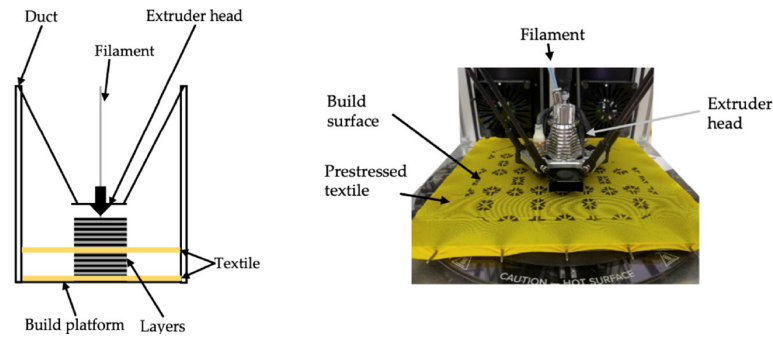 Duct
Extruder head
Filament
Textile
Build platform
Layers
Filament
Build
surface
Extruder
head
Prestressed
textile
CAUTION — HOT SURFACE